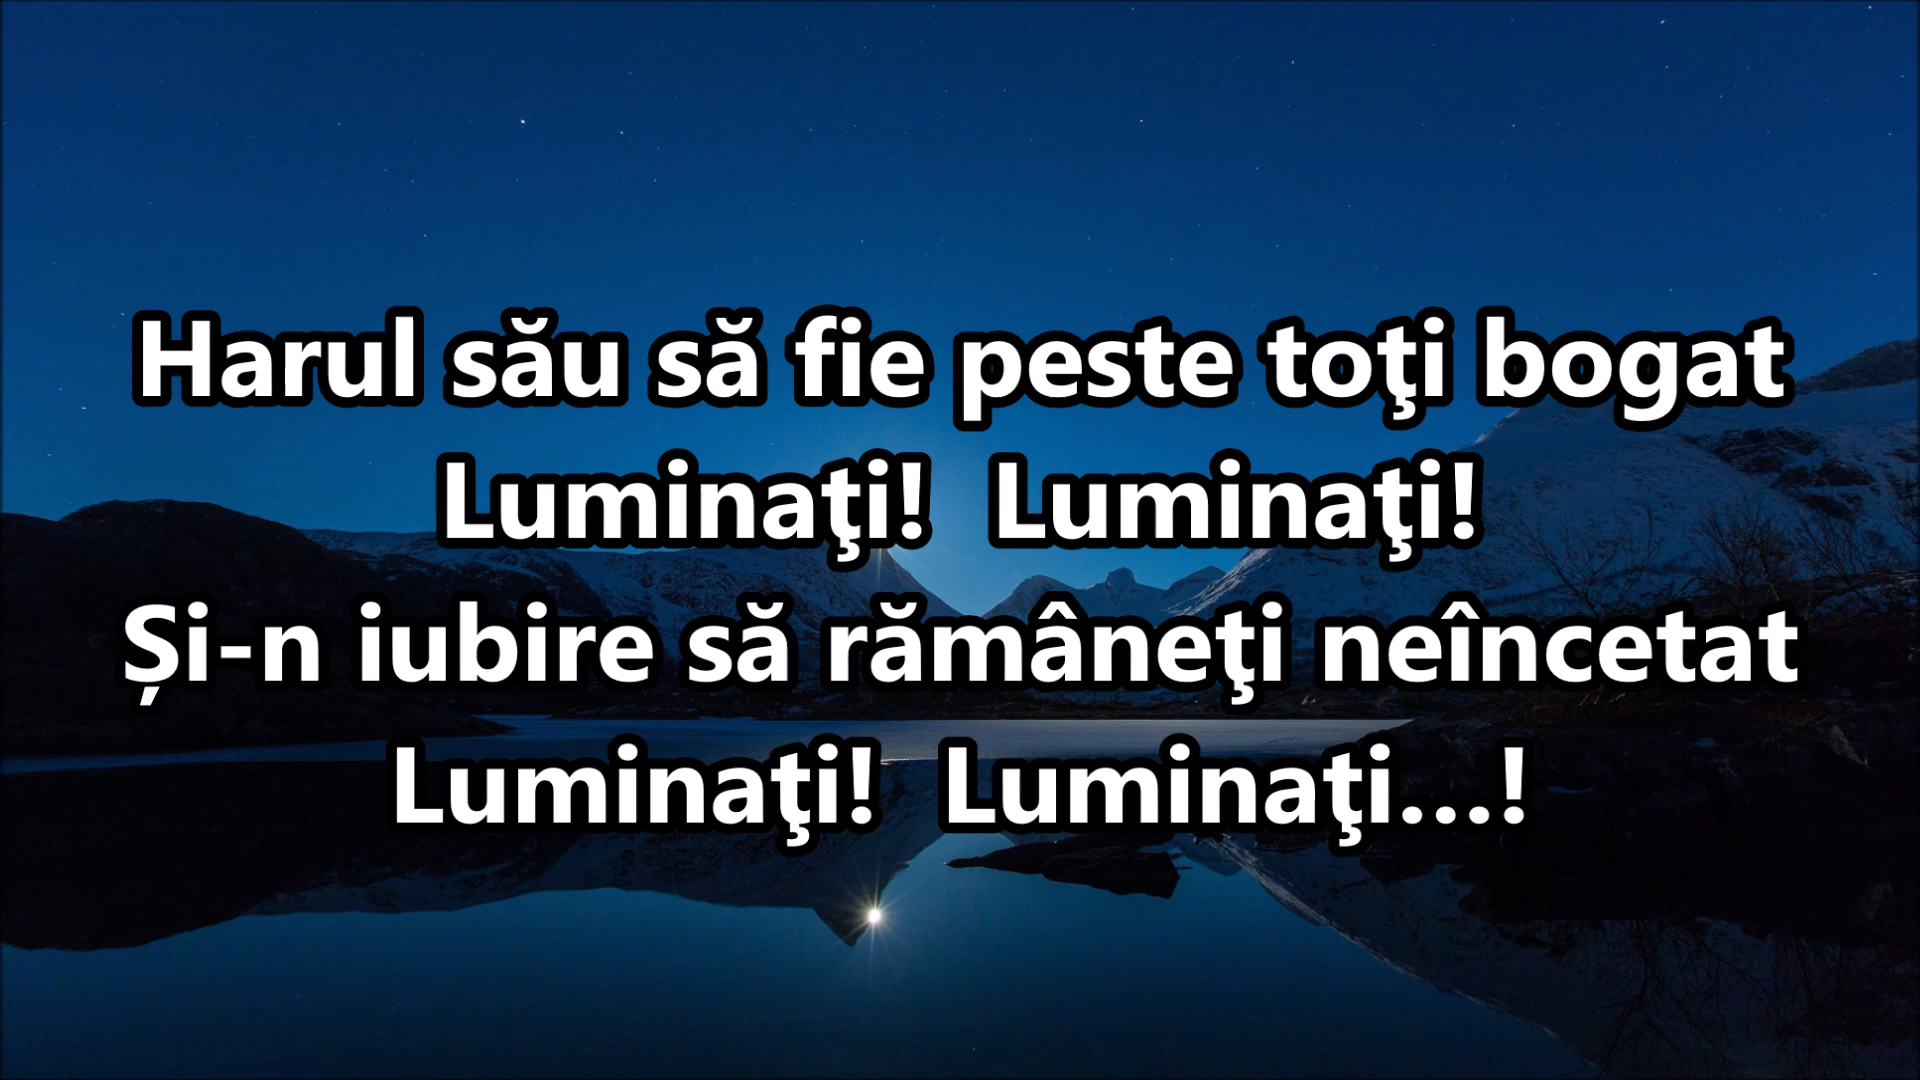 Harul său să fie peste toţi bogat
Luminaţi!  Luminaţi!
Și-n iubire să rămâneţi neîncetat
Luminaţi!  Luminaţi...!